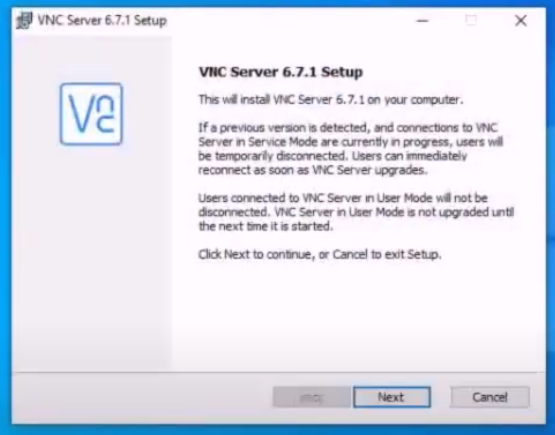 VNC Server 6.7.1 Setup
VNC Server 6.7.1 Setup
This will install VNC Server 6.7.1 on your computer.
If a previous version is detected, and connections to VNC
Server in Service Mode are currently in progress, users will
be temporarily disconnected. Users can immediately
reconnect as soon as VNC Server upgrades.
Users connected to VNC Server in User Mode will not be
disconnected. VNC Server in User Mode is not upgraded until
the next time it is started.
Click Next to continue, or Cancel to exit Setup.
Next
Cancel